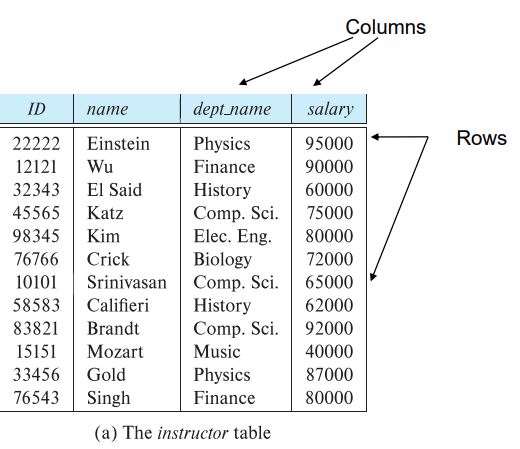 Columns
ID name dept_name salary
22222 Einstein Physics 95000
Rows
12121 Wu Finance 90000
32343 El Said History 60000
45565 Katz Comp. Sci. 75000
98345 Kim Elec. Eng. 80000
76766 Crick Biology 72000
10101 Srinivasan Comp. Sci. 65000
58583 Califieri History 62000
83821 Brandt Comp. Sci. 92000
15151 Mozart Music 40000
33456 Gold Physics 87000
76543 Singh Finance 80000
(a) The instructor table